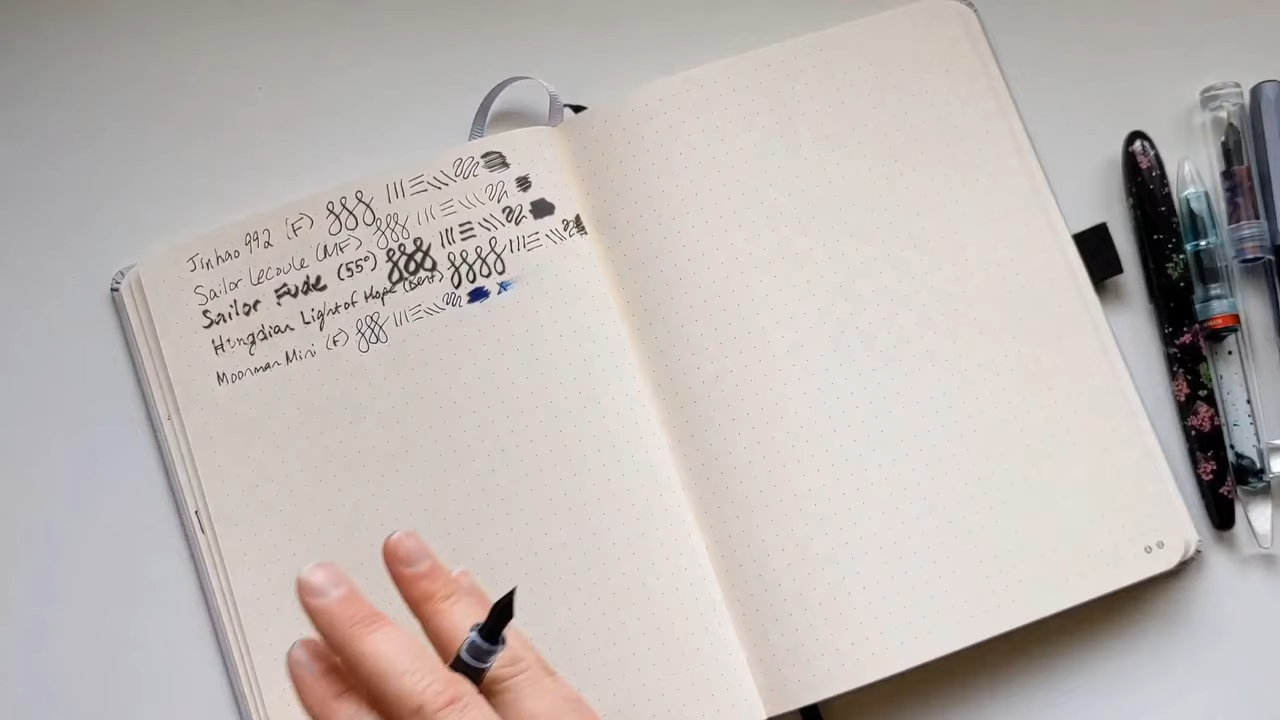 Jinhao 992 (F)
Sailor Lecoule (MF)
Sailor Fude (55°)
Hongdian Light of Hope (Bent)
Moonman Mini (F)